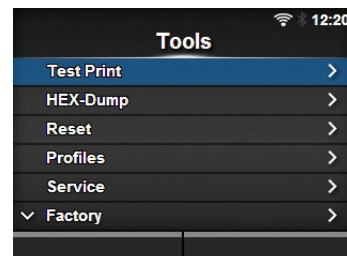 12:20
Tools
Test Print
HEX-Dump
Reset
Profiles
Service
Factory